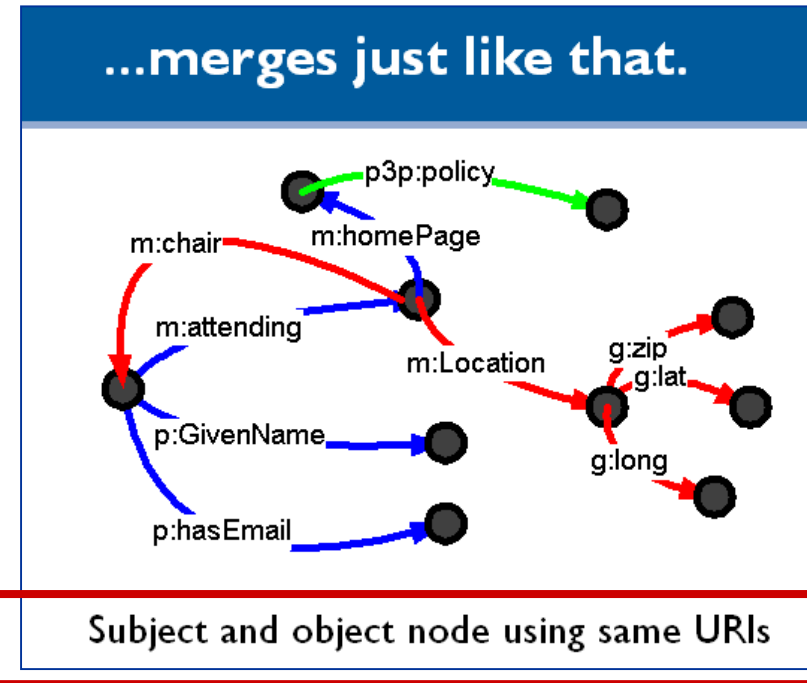 ...merges just like that.
p3p:policy
m:homePage
m:chair
m:attending
m:Location
g:zip
g:lat
p:GivenName
g:long
p:hasEmail
Subject and object node using same URIs